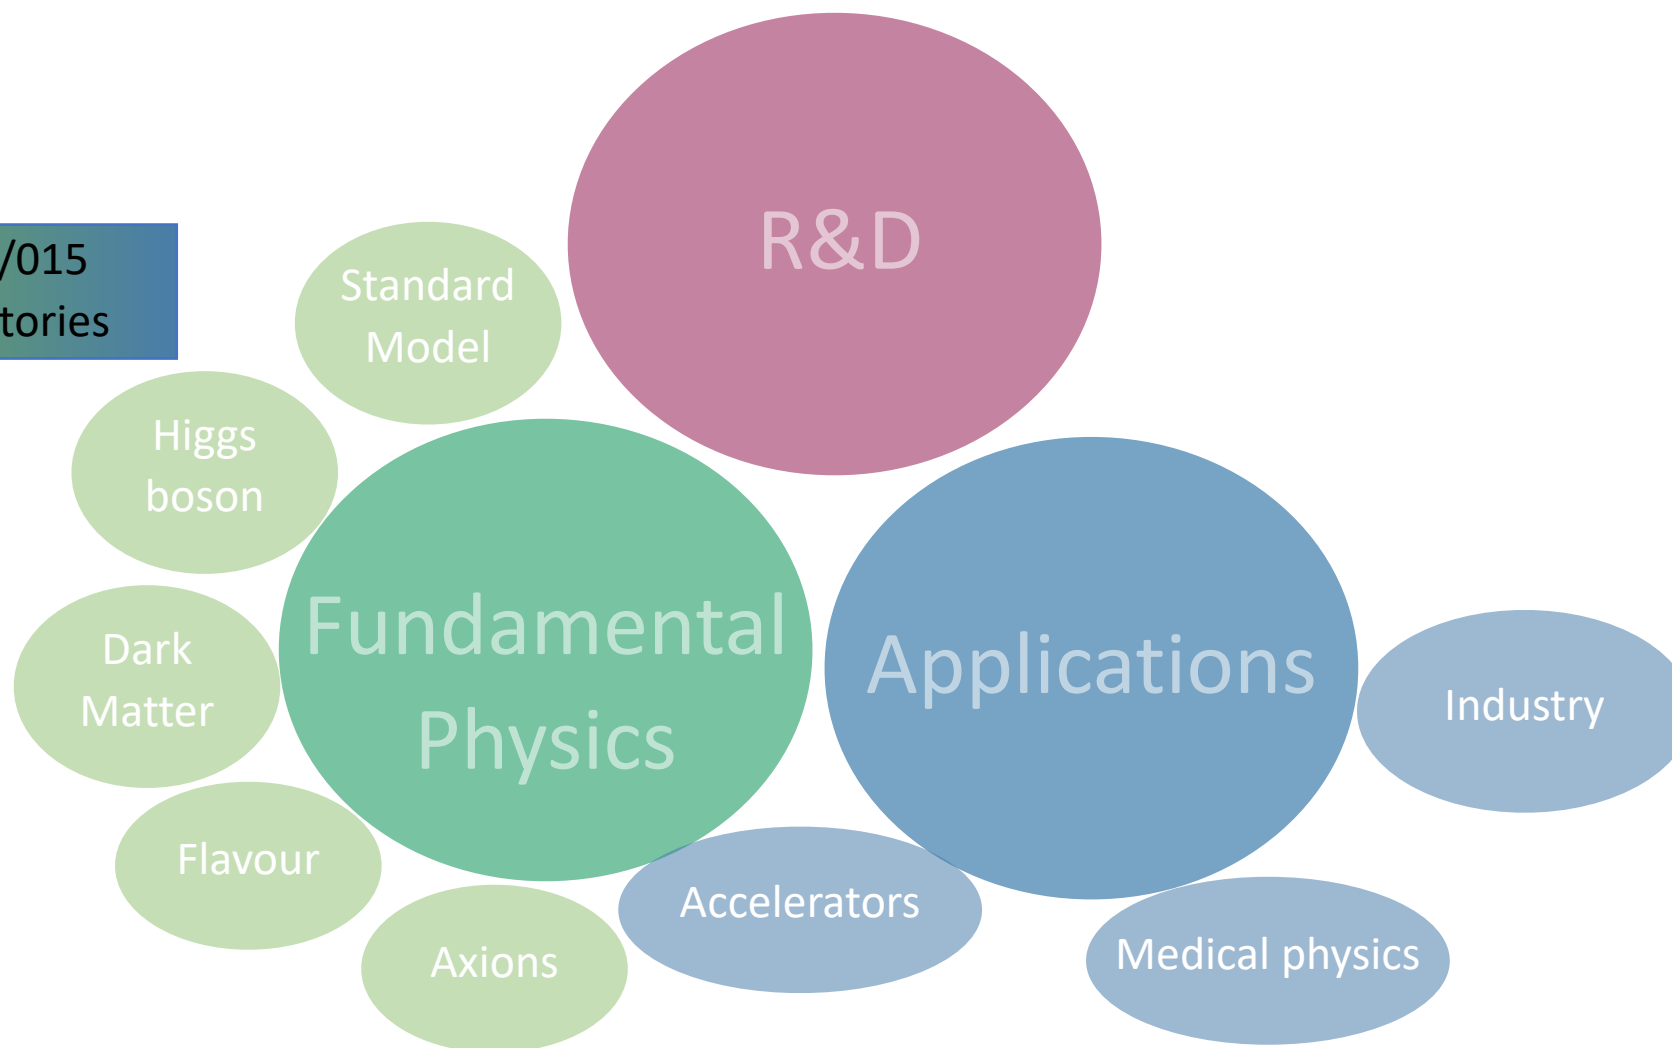 R&D
/015
tories
Standard
Model
Higgs
boson
Fundamental
Physics
Applications
Dark
Matter
Industry
Flavour
Accelerators
Axions
Medical physics